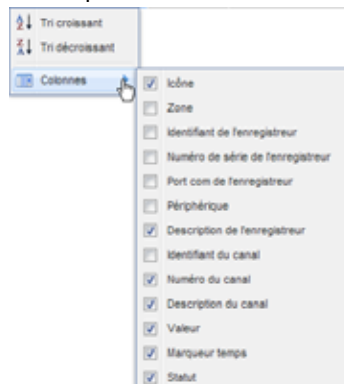 Tri croissant
Tri décroissant
Colonnes
Icône
Zone
Identifiant de l'enregistreur
Numéro de série de l'enregistreur
Port com de l'enregistreur
Périphérique
Description de l'enregistreur
Identifiant du canal
Numéro du canal
Description du canal
Valeur
Marqueur temps
Statut